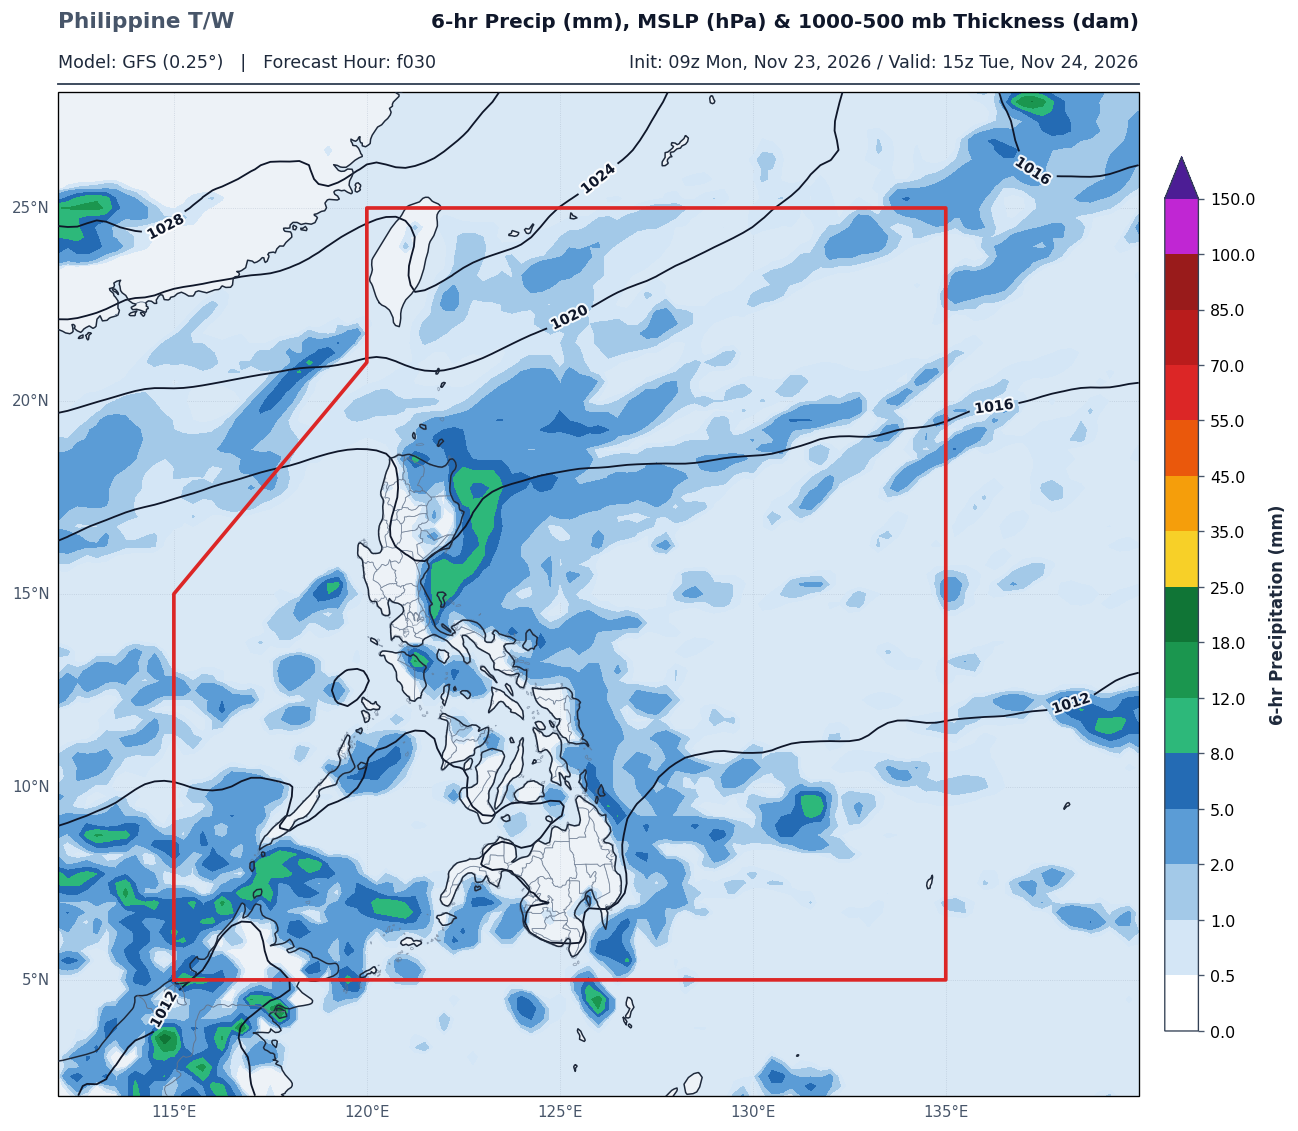 Philippine T/W
6-hr Precip (mm), MSLP (hPa) & 1000-500 mb Thickness (dam)
Model: GFS (0.25°) | Forecast Hour: f030
Init: 09z Mon, Nov 23, 2026 / Valid: 15z Tue, Nov 24, 2026
1024
1016
1028
1020
1016
1012
1012
25°N
20°N
15°N
10°N
5°N
115°E
120°E
125°E
130°E
135°E
150.0
100.0
85.0
70.0
55.0
45.0
35.0
25.0
18.0
12.0
8.0
5.0
2.0
1.0
0.5
0.0
6-hr Precipitation (mm)